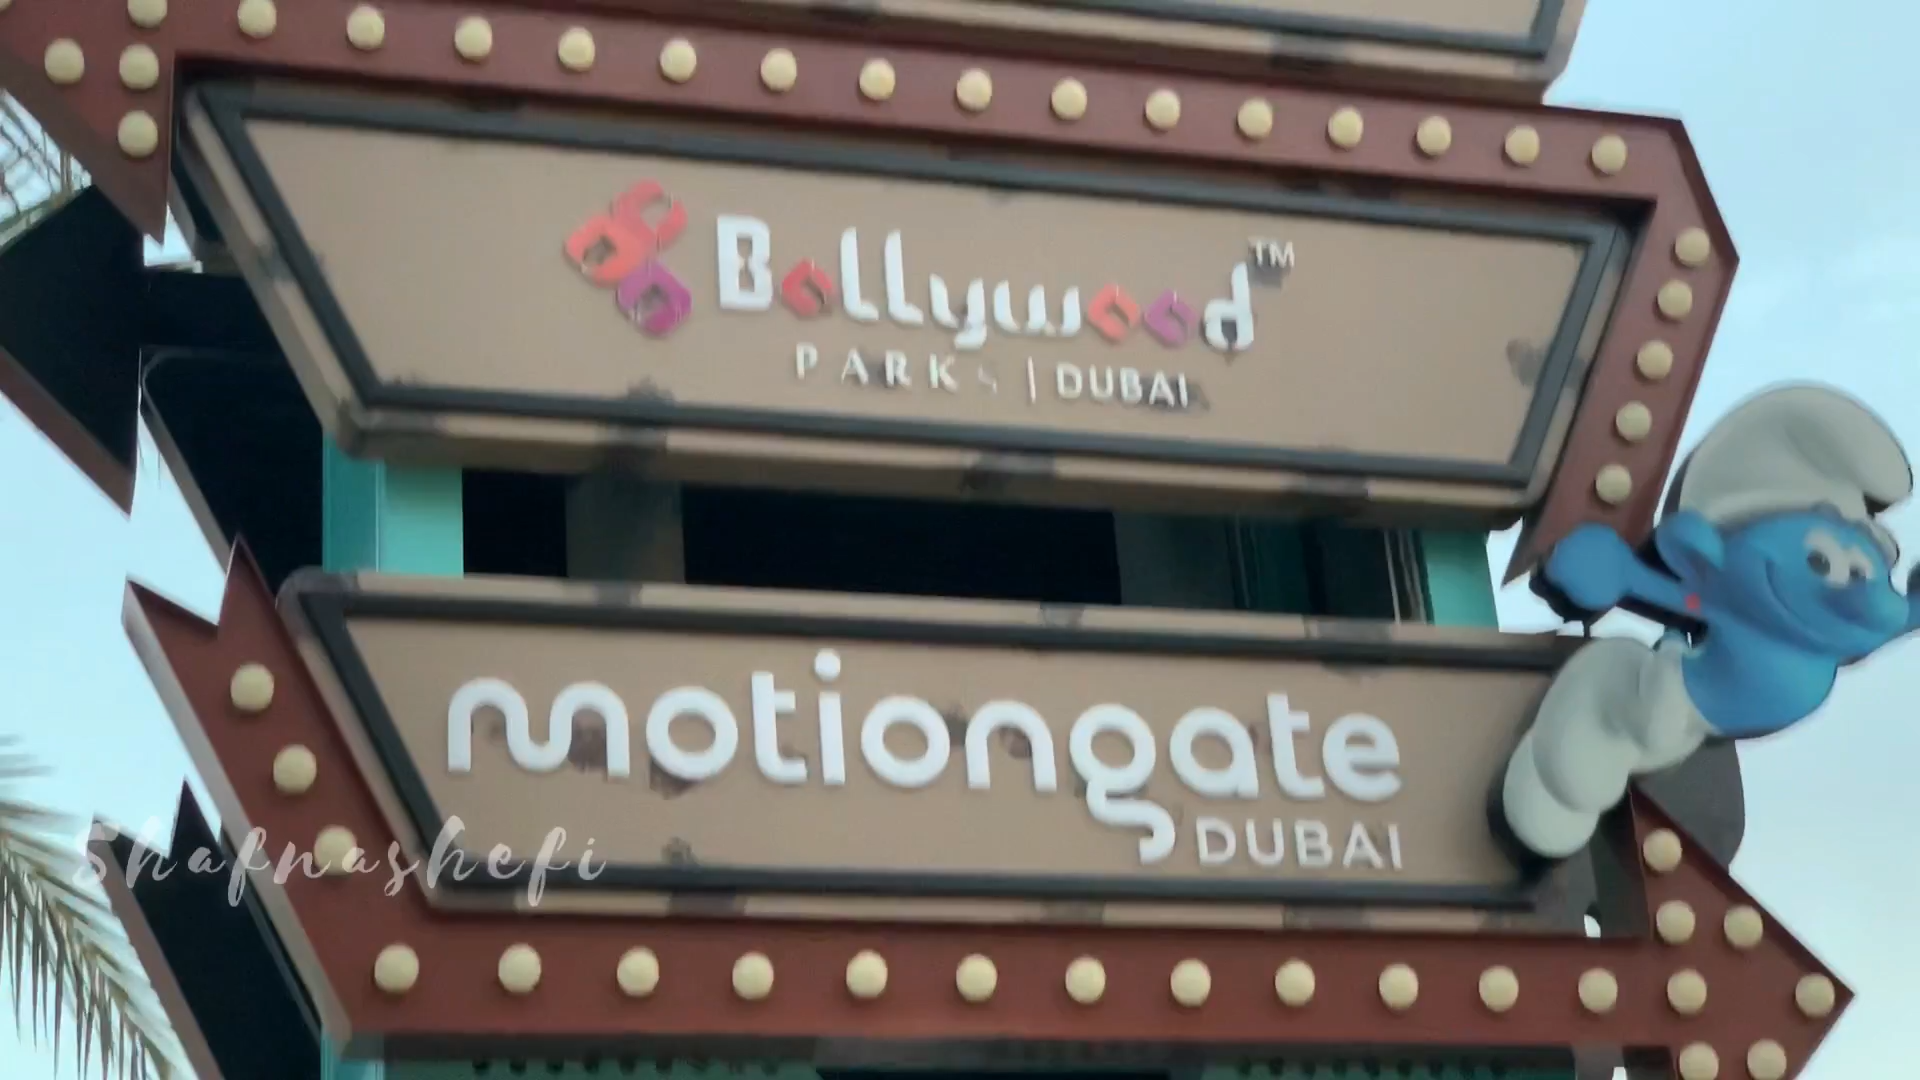 Bollywood™
PARKS | DUBAI
motiongate
DUBAI
Shafnashefi